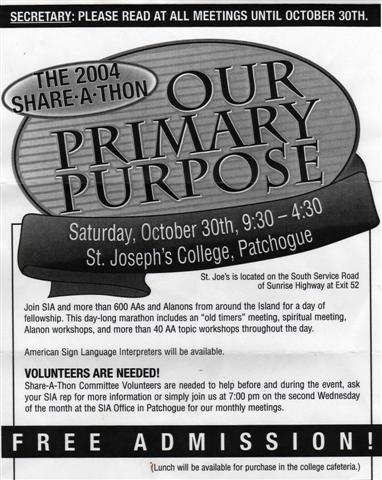 SECRETARY: PLEASE READ AT ALL MEETINGS UNTIL OCTOBER 30TH.
THE 2004
SHARE•A•THON
OUR
PRIMARY
PURPOSE
Saturday, October 30th, 9:30 – 4:30
St. Joseph's College, Patchogue
St. Joe's is located on the South Service Road
of Sunrise Highway at Exit 52
Join SIA and more than 600 AAs and Alanons from around the Island for a day of
fellowship. This day-long marathon includes an "old timers" meeting, spiritual meeting,
Alanon workshops, and more than 40 AA topic workshops throughout the day.
American Sign Language Interpreters will be available.
VOLUNTEERS ARE NEEDED!
Share-A-Thon Committee Volunteers are needed to help before and during the event, ask
your SIA rep for more information or simply join us at 7:00 pm on the second Wednesday
of the month at the SIA Office in Patchogue for our monthly meetings.
FREE ADMISSION!
(Lunch will be available for purchase in the college cafeteria.)